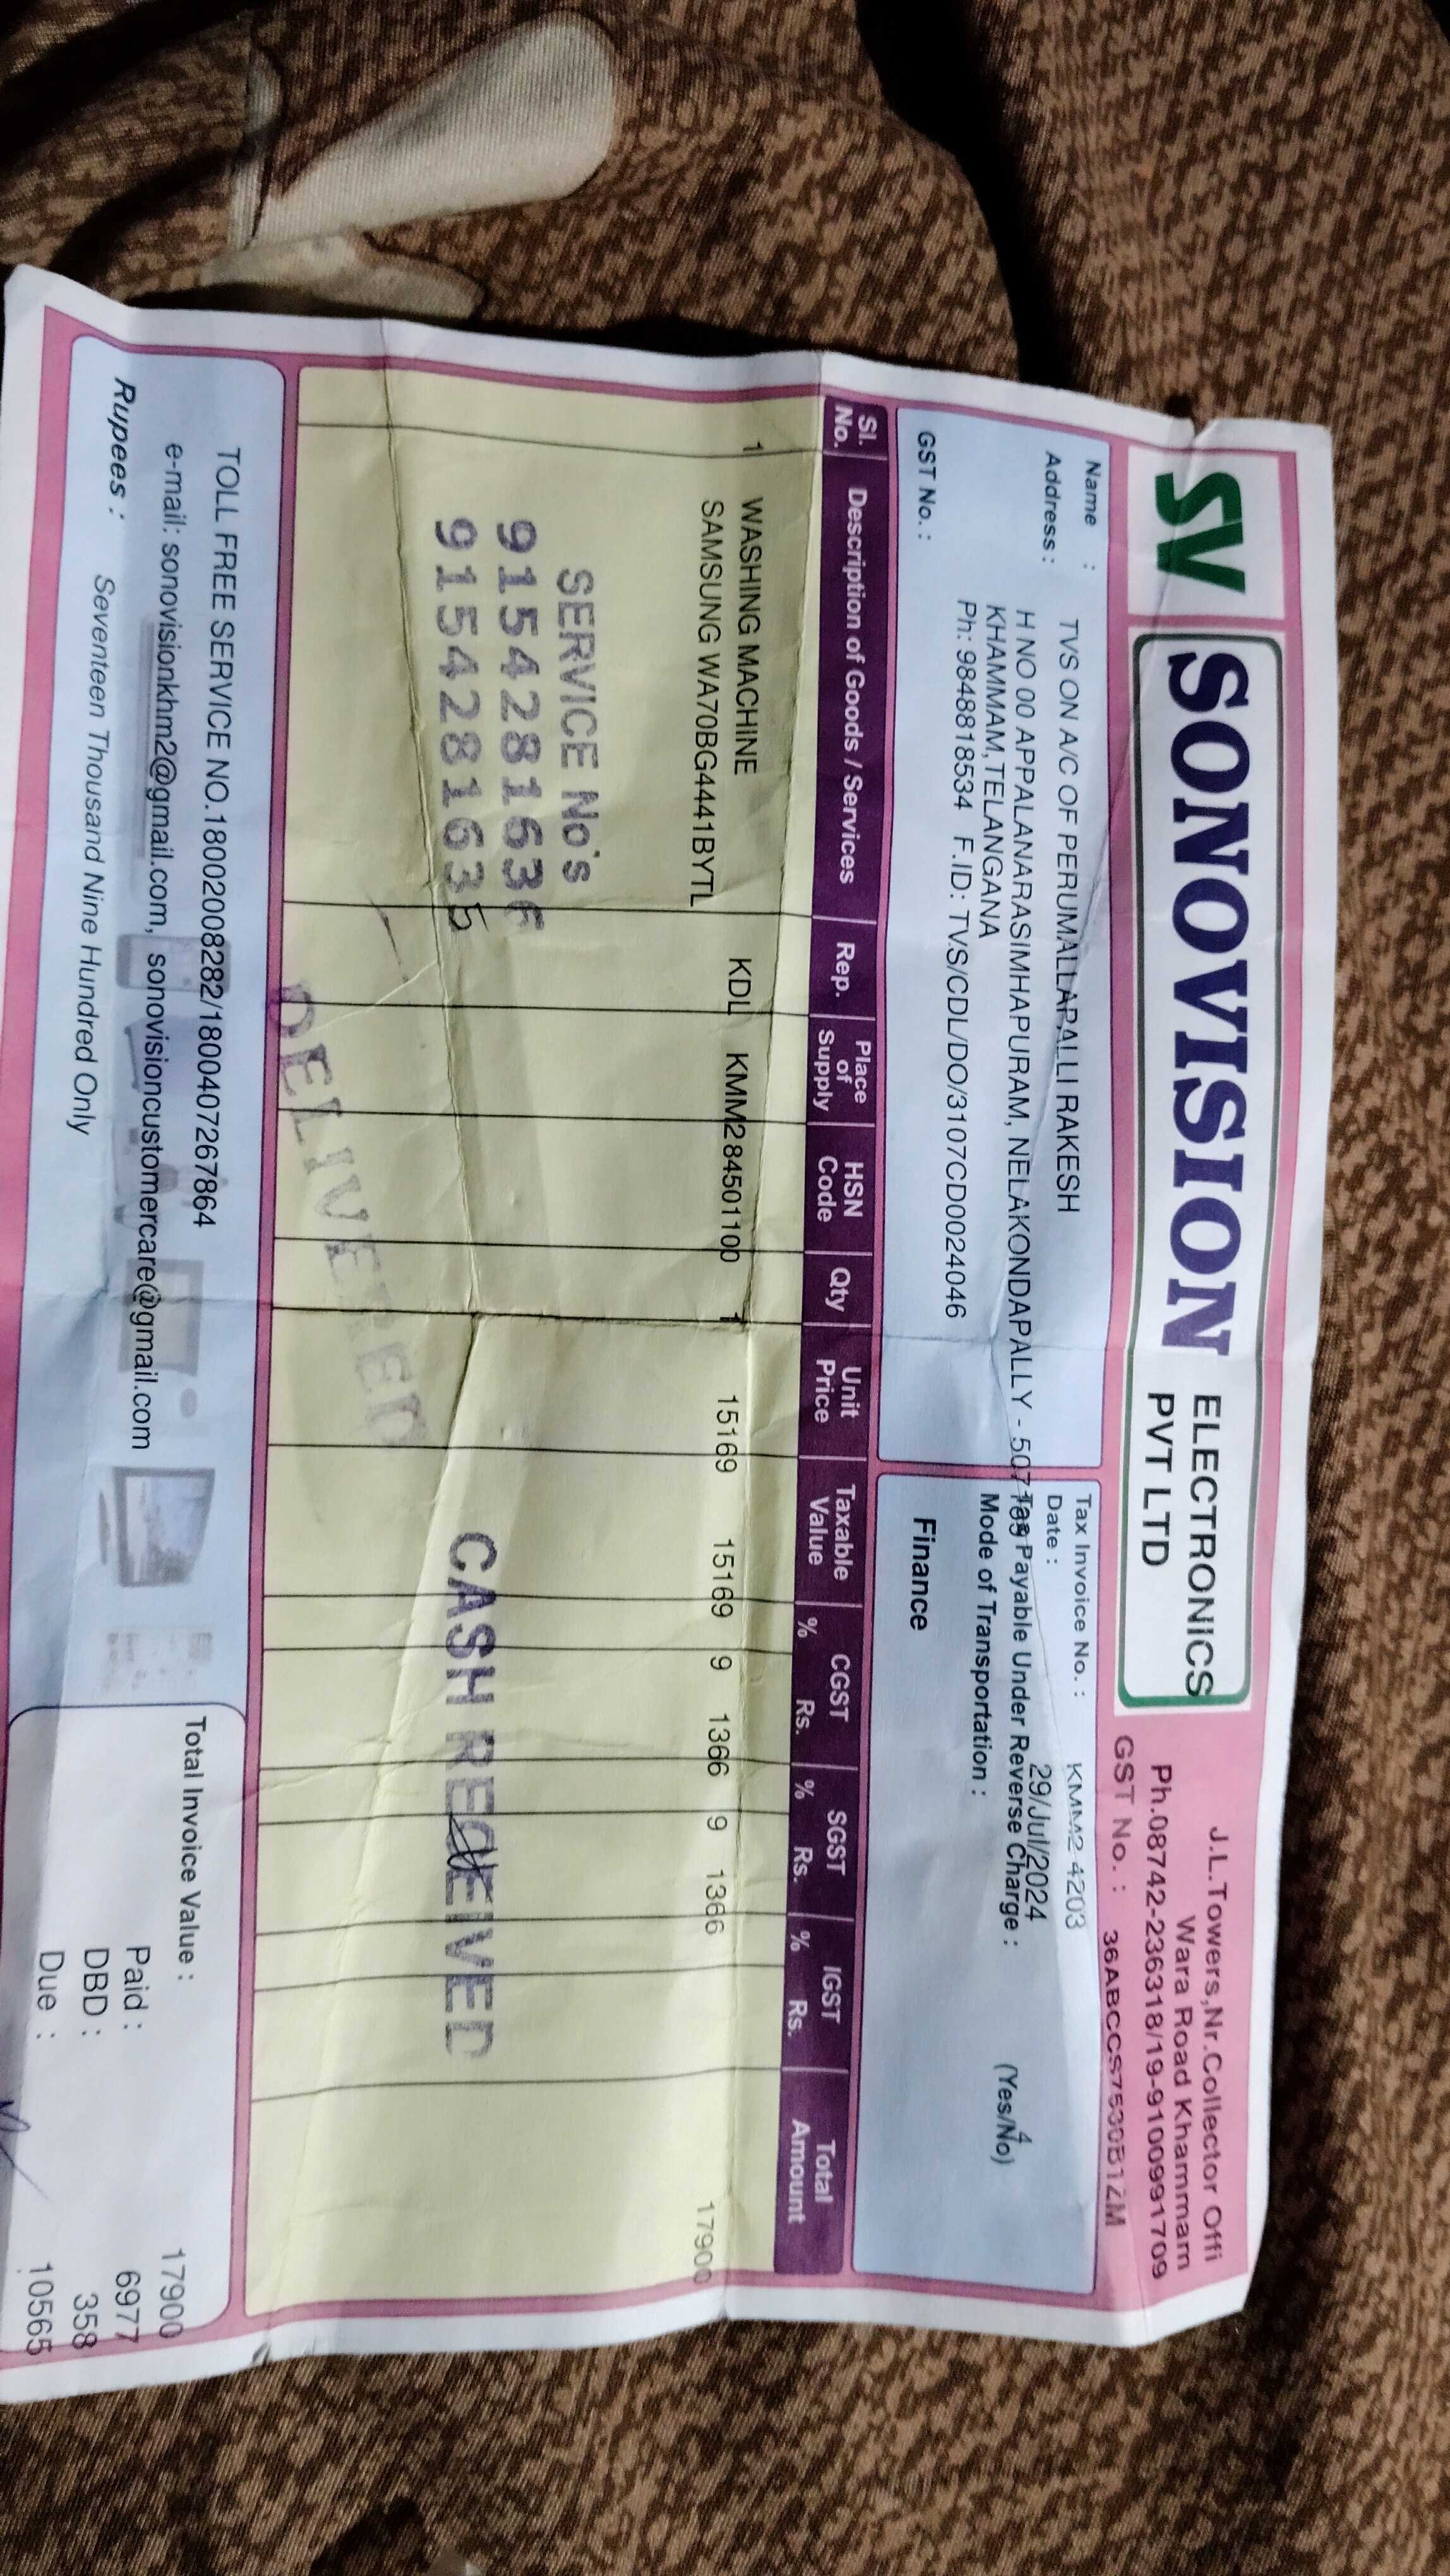 SV SONOVISION ELECTRONICS PVT LTD
J.L.Towers,Nr.Collector Offi
Wara Road Khammam
Ph.08742-236318/19-9100991709
GST No. : 36ABCCS7530B1ZM
Name : TVS ON A/C OF PERUMALLAPALLI RAKESH
Address : H NO 00 APPALANARASIMHAPURAM, NELAKONDAPALLY - 507
KHAMMAM,TELANGANA
Ph: 9848818534 F.ID: TVS/CDL/DO/3107CD0024046
GST No. :
Tax Invoice No. : KMM2 4203
Date : 29/Jul/2024
Tax Payable Under Reverse Charge : (Yes/No)
Mode of Transportation :
Finance
Sl. No. Description of Goods / Services Rep. Place of Supply HSN Code Qty Unit Price Taxable Value CGST % Rs. SGST % Rs. IGST % Rs. Total Amount
1 WASHING MACHINE KDL KMM2 84501100 1 15169 15169 9 1366 9 1366 17900
SAMSUNG WA70BG4441BYTL
SERVICE No's
9154281636
9154281635
DELIVERED
CASH RECEIVED
TOLL FREE SERVICE NO.18002008282/1800407267864
e-mail: sonovisionkhm2@gmail.com, sonovisioncustomercare@gmail.com
Rupees : Seventeen Thousand Nine Hundred Only
Total Invoice Value : 17900
Paid : 6977
DBD : 358
Due : 10565